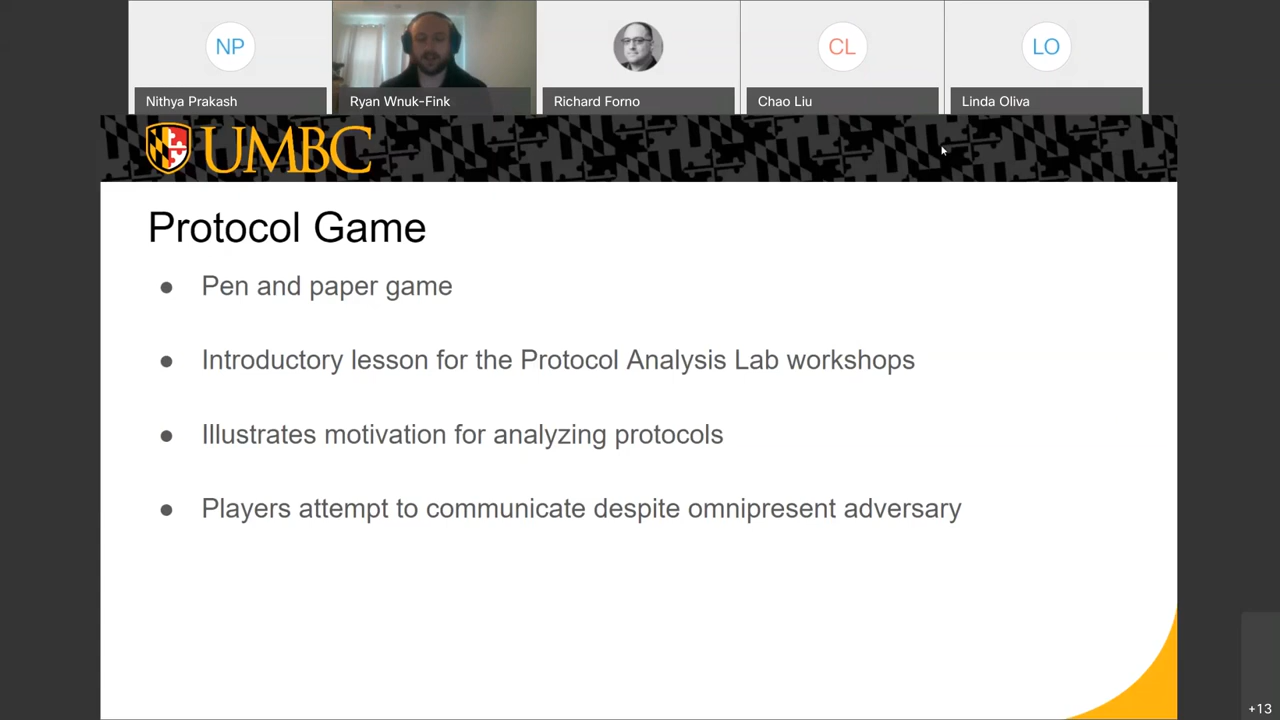 NP
CL
LO
Nithya Prakash
Ryan Wnuk-Fink
Richard Forno
Chao Liu
Linda Oliva
UMBC
Protocol Game
● Pen and paper game
● Introductory lesson for the Protocol Analysis Lab workshops
● Illustrates motivation for analyzing protocols
● Players attempt to communicate despite omnipresent adversary
+13